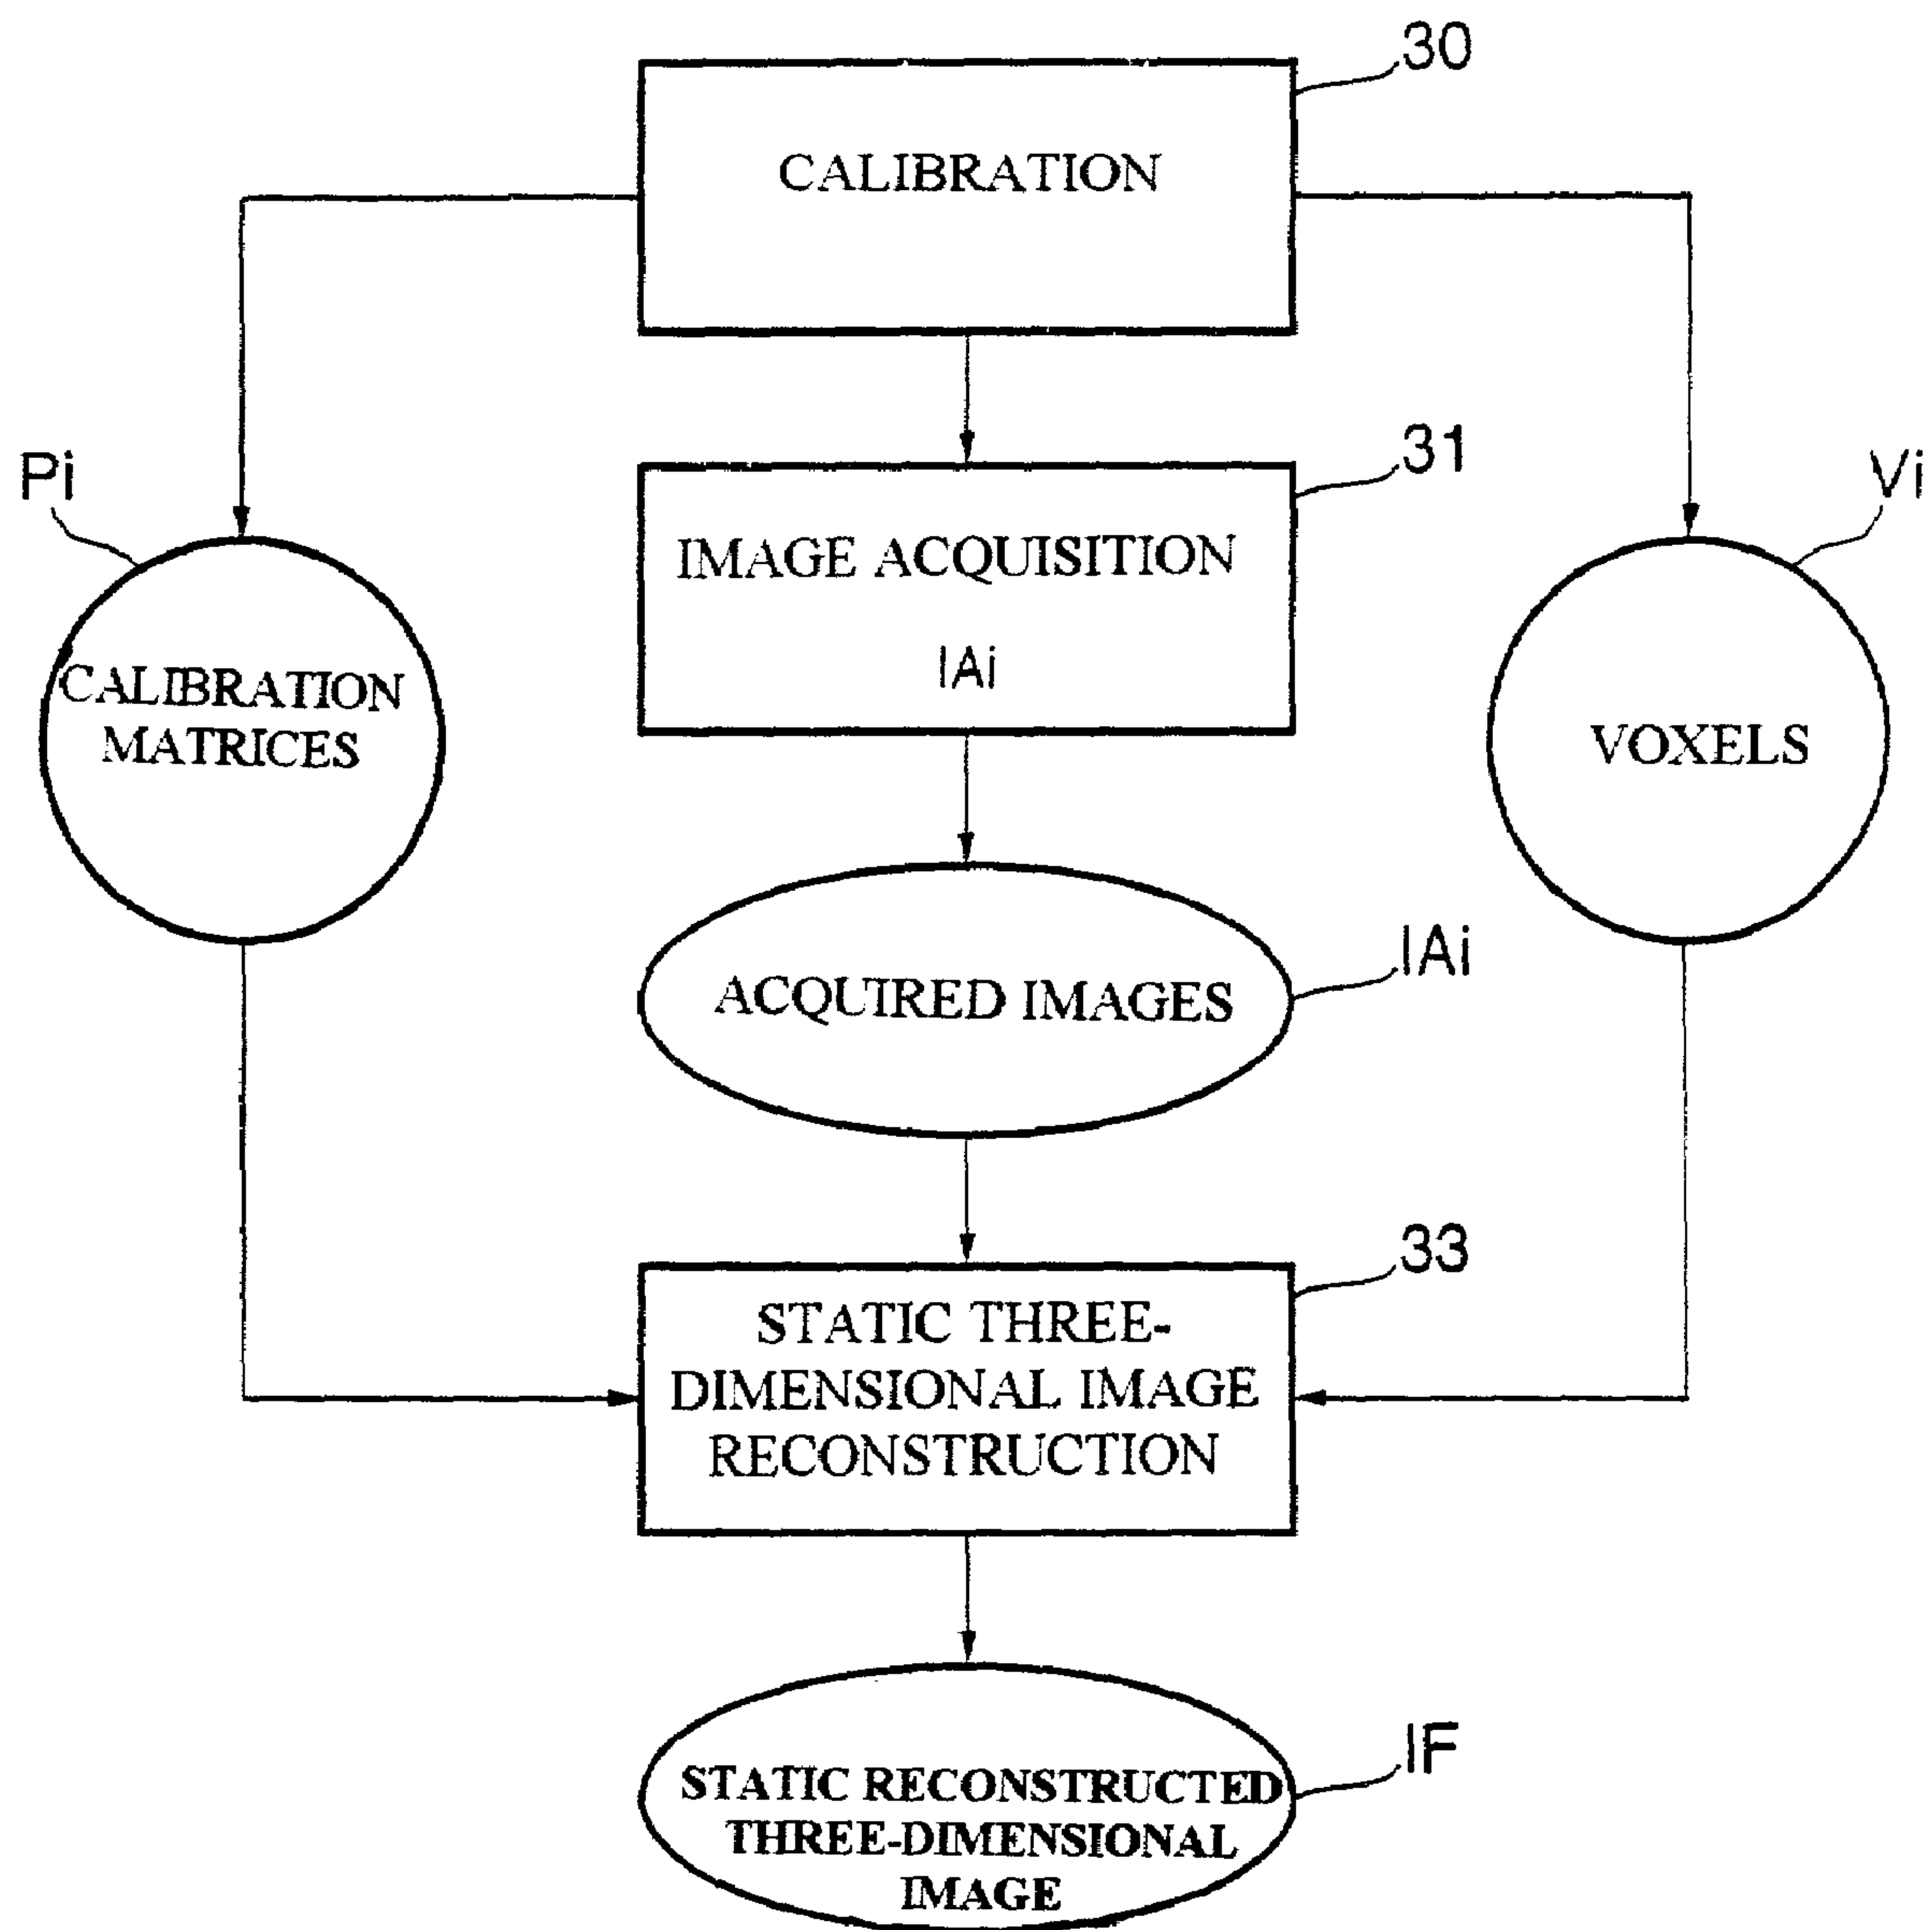 30
CALIBRATION
31
Pi
Vi
IMAGE ACQUISITION
IAi
CALIBRATION
MATRICES
VOXELS
IAi
ACQUIRED IMAGES
33
STATIC THREE-
DIMENSIONAL IMAGE
RECONSTRUCTION
IF
STATIC RECONSTRUCTED
THREE-DIMENSIONAL
IMAGE